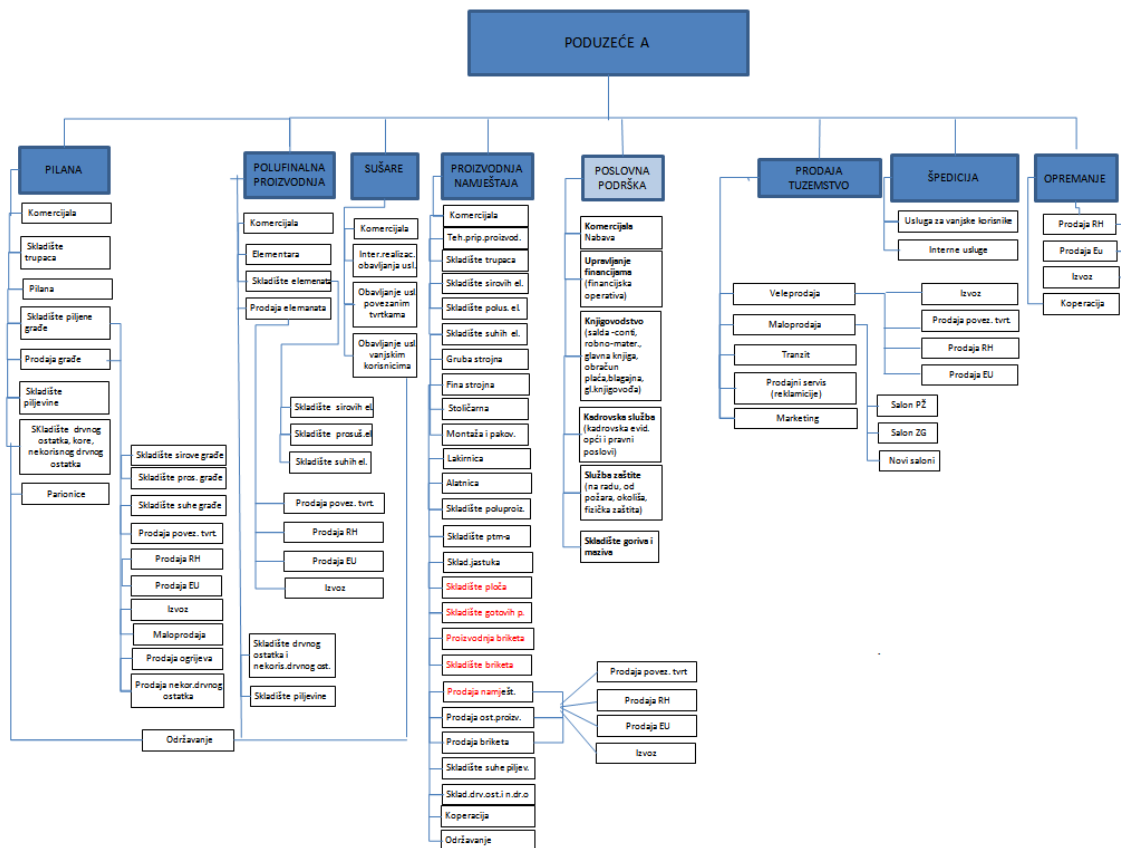 PODUZEĆE A
PILANA
Komercijala
Skladište
trupaca
Pilana
Skladište piljene
građe
Prodaja građe
Skladište
piljevine
SKladište drvnog
ostatka, kore,
nekorisnog drvnog
ostatka
Parionice
Skladište sirove građe
Skladište pros. građe
Skladište suhe građe
Prodaja povez. tvrt.
Prodaja RH
Prodaja EU
Izvoz
Maloprodaja
Prodaja ogrijeva
Prodaja nekor.drvnog
ostatka
Održavanje
POLUFINALNA
PROIZVODNJA
Komercijala
Elementara
Skladište elemenata
Prodaja elemanata
Skladište sirovih el.
Skladište prosuš.el
Skladište suhih el.
Prodaja povez. tvrt.
Prodaja RH
Prodaja EU
Izvoz
Skladište drvnog
ostatka i
nekoris.drvnog ost.
Skladište piljevine
SUŠARE
Komercijala
Inter.realizac.
obavljanja usl.
Obavljanje usl.
povezanim
tvrtkama
Obavljanje usl.
vanjskim
korisnicima
PROIZVODNJA
NAMJEŠTAJA
Komercijala
Teh.prip.proizvod.
Skladište trupaca
Skladište sirovih el.
Skladište polus. el.
Skladište suhih el.
Gruba strojna
Fina strojna
Stoličarna
Montaža i pakov.
Lakirnica.
Alatnica
Skladište poluproiz.
Skladište ptm-a
Sklad.jastuka
Skladište ploča
Skladište gotovih p.
Proizvodnja briketa
Skladište briketa
Prodaja namješt.
Prodaja ost.proizv.
Prodaja briketa
Skladište suhe piljev.
Sklad.drv.ost.i n.dr.o
Koperacija
Održavanje
Prodaja povez. tvrt
Prodaja RH
Prodaja EU
Izvoz
POSLOVNA
PODRŠKA
Komercijala
Nabava
Upravljanje
financijama
(financijska
operativa)
Knjigovodstvo
(salda -conti,
robno-mater.,
glavna knjiga,
obračun
plaća,blagajna,
gl.knjigovođa)
Kadrovska služba
(kadrovska evid.
opći i pravni
poslovi)
Služba zaštite
(na radu, od
požara, okoliša,
fizička zaštita)
Skladište goriva i
maziva
PRODAJA
TUZEMSTVO
Veleprodaja
Maloprodaja
Tranzit
Prodajni servis
(reklamicije)
Marketing
Izvoz
Prodaja povez. tvrt.
Prodaja RH
Prodaja EU
Salon PŽ
Salon ZG
Novi saloni
ŠPEDICIJA
Usluga za vanjske korisnike
Interne usluge
OPREMANJE
Prodaja RH
Prodaja Eu
Izvoz
Koperacija